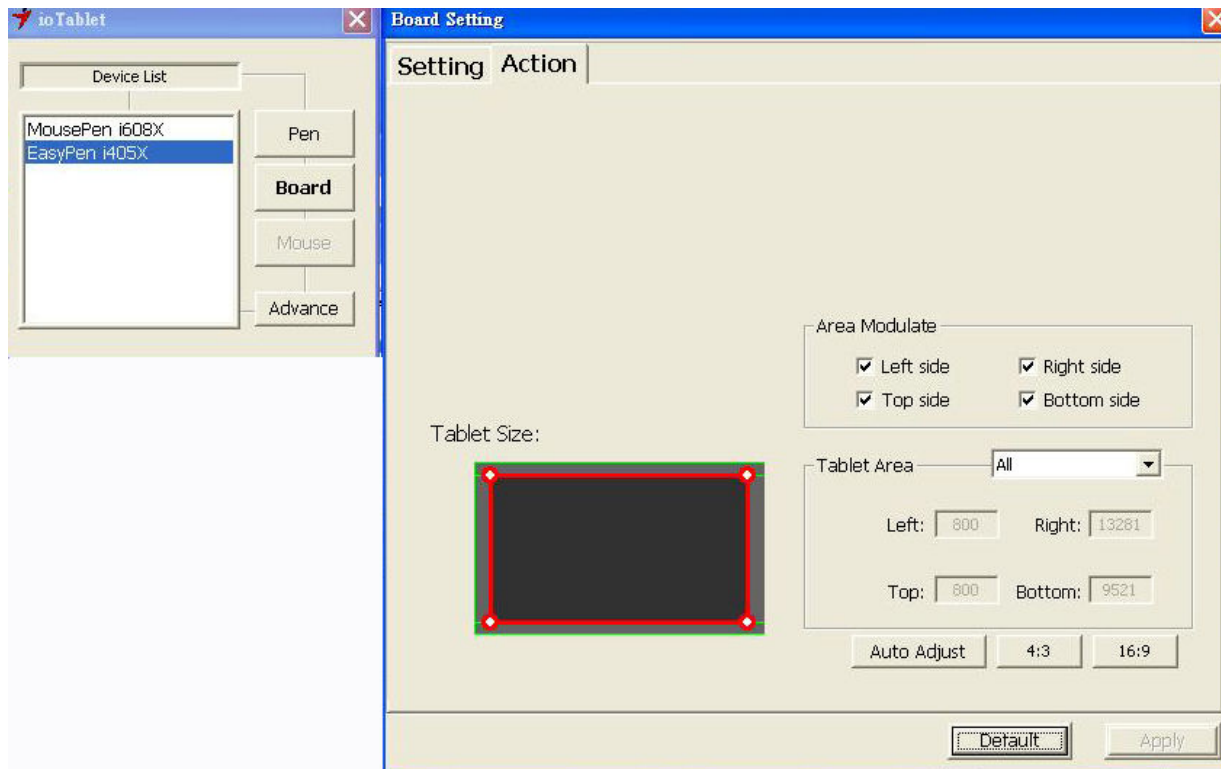 ioTablet
Device List
MousePen i608X
EasyPen i405X
Pen
Board
Mouse
Advance
Board Setting
Setting Action
Area Modulate
Left side Right side
Top side Bottom side
Tablet Size:
Tablet Area All
Left: 800 Right: 13281
Top: 800 Bottom: 9521
Auto Adjust 4:3 16:9
Detault Apply